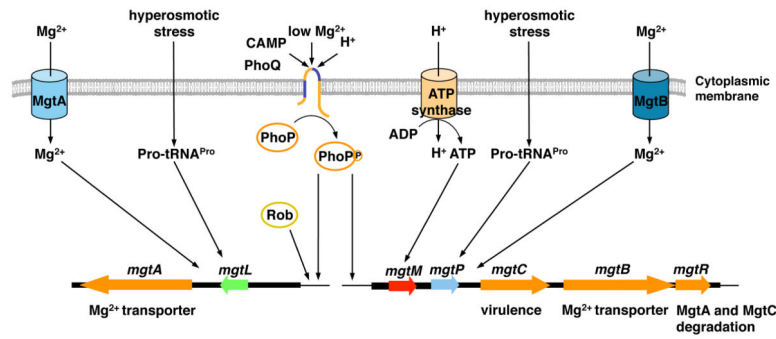 hyperosmotic
stress
low Mg²⁺
hyperosmotic
stress
Mg²⁺
CAMP
H⁺
H⁺
Mg²⁺
PhoQ
Cytoplasmic
membrane
MgtA
ATP
synthase
MgtB
ADP
PhoP
PhoP
P
Mg²⁺
Pro-tRNAᴾʳᵒ
H⁺
ATP
Pro-tRNAᴾʳᵒ
Mg²⁺
Rob
mgtA
mgtL
mgtM
mgtP
mgtC
mgtB
mgtR
Mg²⁺ transporter
virulence
Mg²⁺ transporter
MgtA and MgtC
degradation